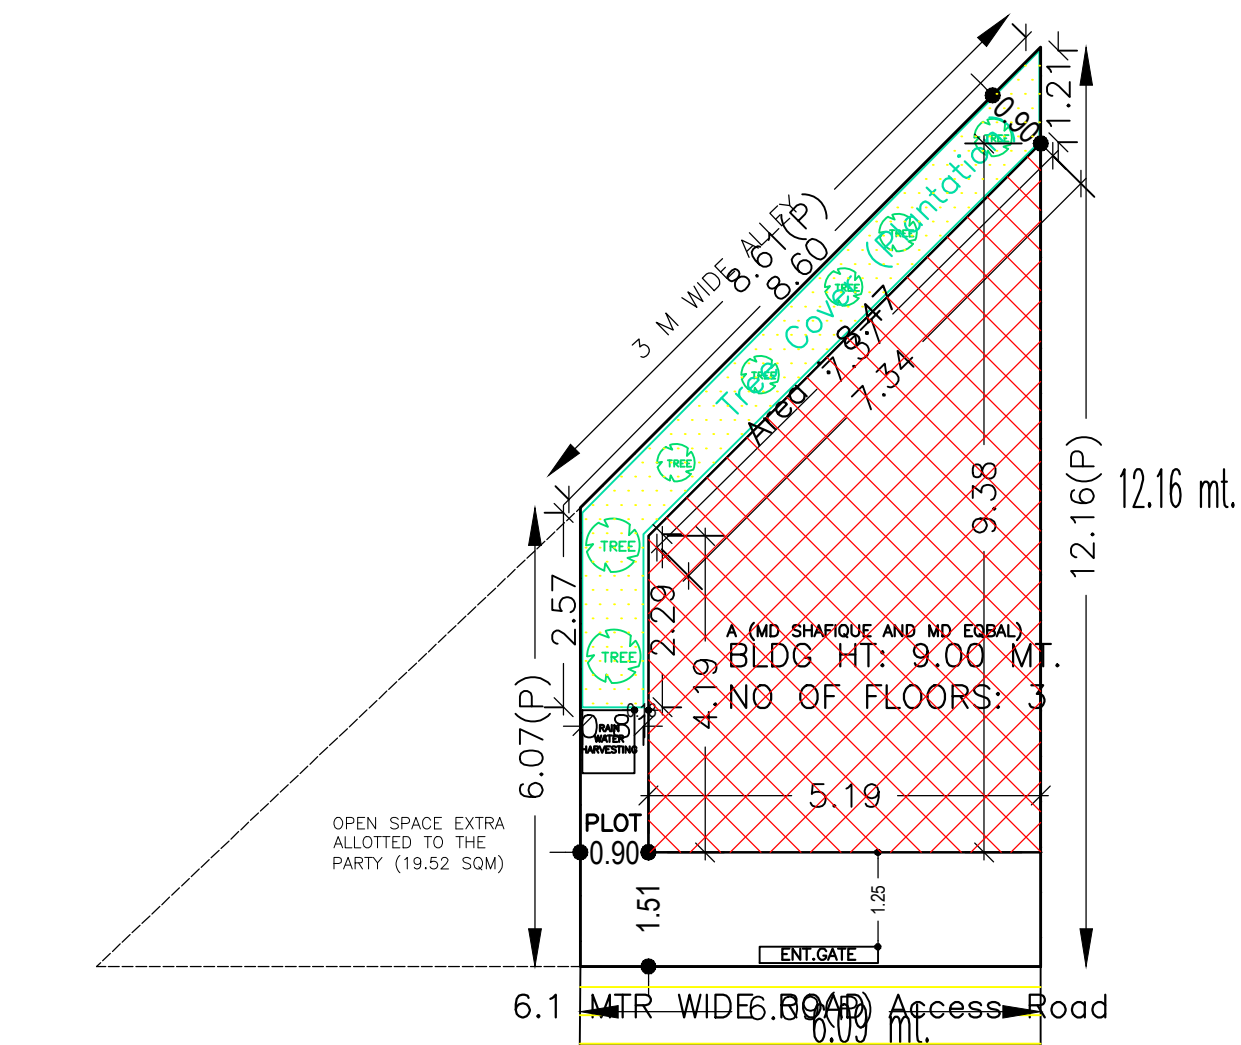 1.21
0.90
TREE
3 M WIDE ALLEY
8.61(P)
8.60
TREE
TREE
Tree Cover (Plantation)
TREE
Area : 8.47
7.37
7.34
TREE
9.38
12.16(P)
12.16 mt.
TREE
2.57
2.29
A (MD SHAFIQUE AND MD EQBAL)
BLDG HT: 9.00 MT.
TREE
NO OF FLOORS: 3
4.19
6.07(P)
RAIN
WATER
HARVESTING
5.19
OPEN SPACE EXTRA
ALLOTTED TO THE
PARTY (19.52 SQM)
PLOT
0.90
1.51
1.25
ENT.GATE
6.1 MTR WIDE ROAD Access Road
6.09 mt.